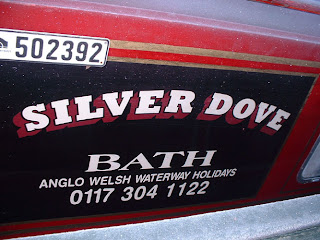 502392
SILVER DOVE
BATH
ANGLO WELSH WATERWAY HOLIDAYS
0117 304 1122